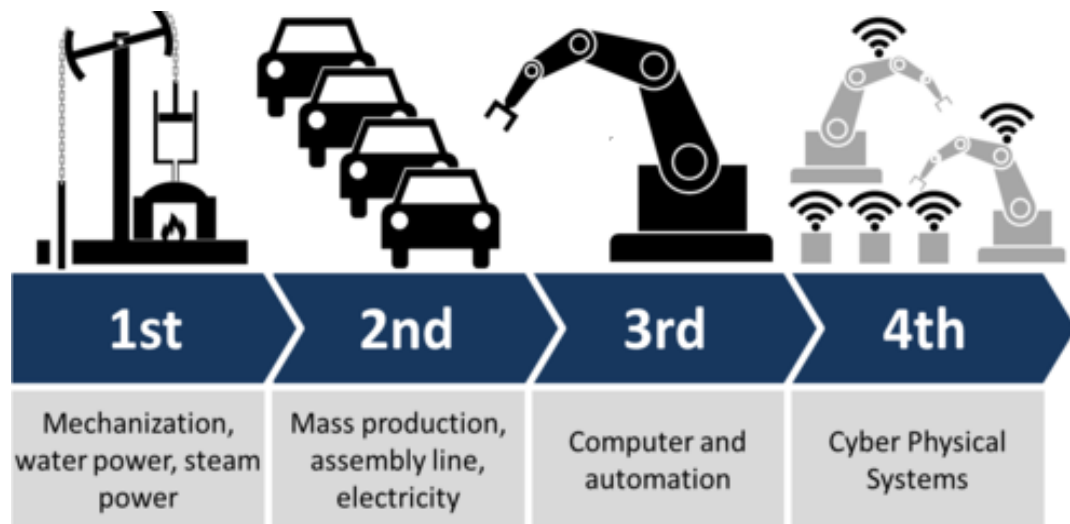 1st
2nd
3rd
4th
Mechanization,
water power, steam
power
Mass production,
assembly line,
electricity
Computer and
automation
Cyber Physical
Systems